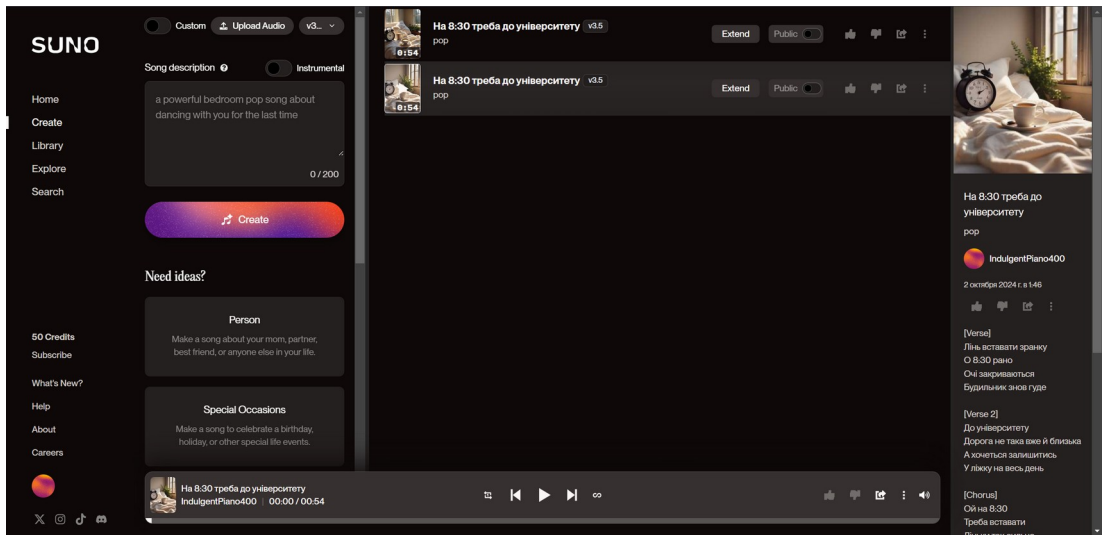 SUNO
Home
Create
Library
Explore
Search
50 Credits
Subscribe
What's New?
Help
About
Careers
Custom
Upload Audio
v3...
Song description
Instrumental
a powerful bedroom pop song about
dancing with you for the last time
0 / 200
Create
Need ideas?
Person
Make a song about your mom, partner,
best friend, or anyone else in your life.
Special Occasions
Make a song to celebrate a birthday,
holiday, or other special life events.
0:54
На 8:30 треба до університету v3.5
pop
Extend
Public
0:54
На 8:30 треба до університету v3.5
pop
Extend
Public
На 8:30 треба до університету
IndulgentPiano400 | 00:00 / 00:54
На 8:30 треба до
університету
pop
IndulgentPiano400
2 октября 2024 г. в 1:46
[Verse]
Лінь вставати зранку
О 8:30 рано
Очі закриваються
Будильник знов гуде
[Verse 2]
До університету
Дорога не така вже й близька
А хочеться залишитись
У ліжку на весь день
[Chorus]
Ой на 8:30
Треба вставати